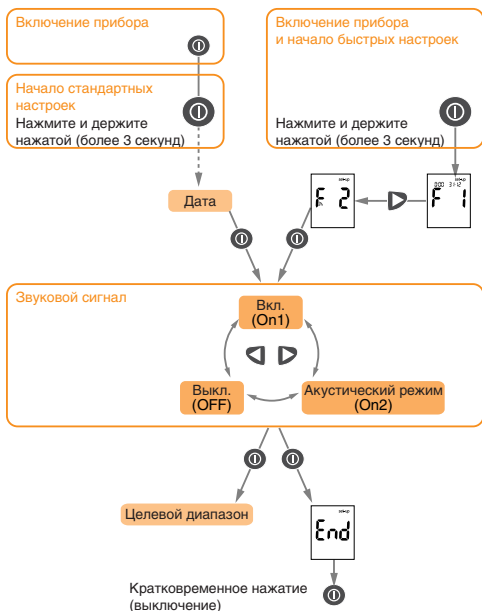 Включение прибора
Начало стандартных
настроек
Нажмите и держите
нажатой (более 3 секунд)
Включение прибора
и начало быстрых настроек
Нажмите и держите
нажатой (более 3 секунд)
Дата
F 2
F 1
Звуковой сигнал
Вкл.
(On1)
Выкл.
(OFF)
Акустический режим
(On2)
Целевой диапазон
End
Кратковременное нажатие
(выключение)